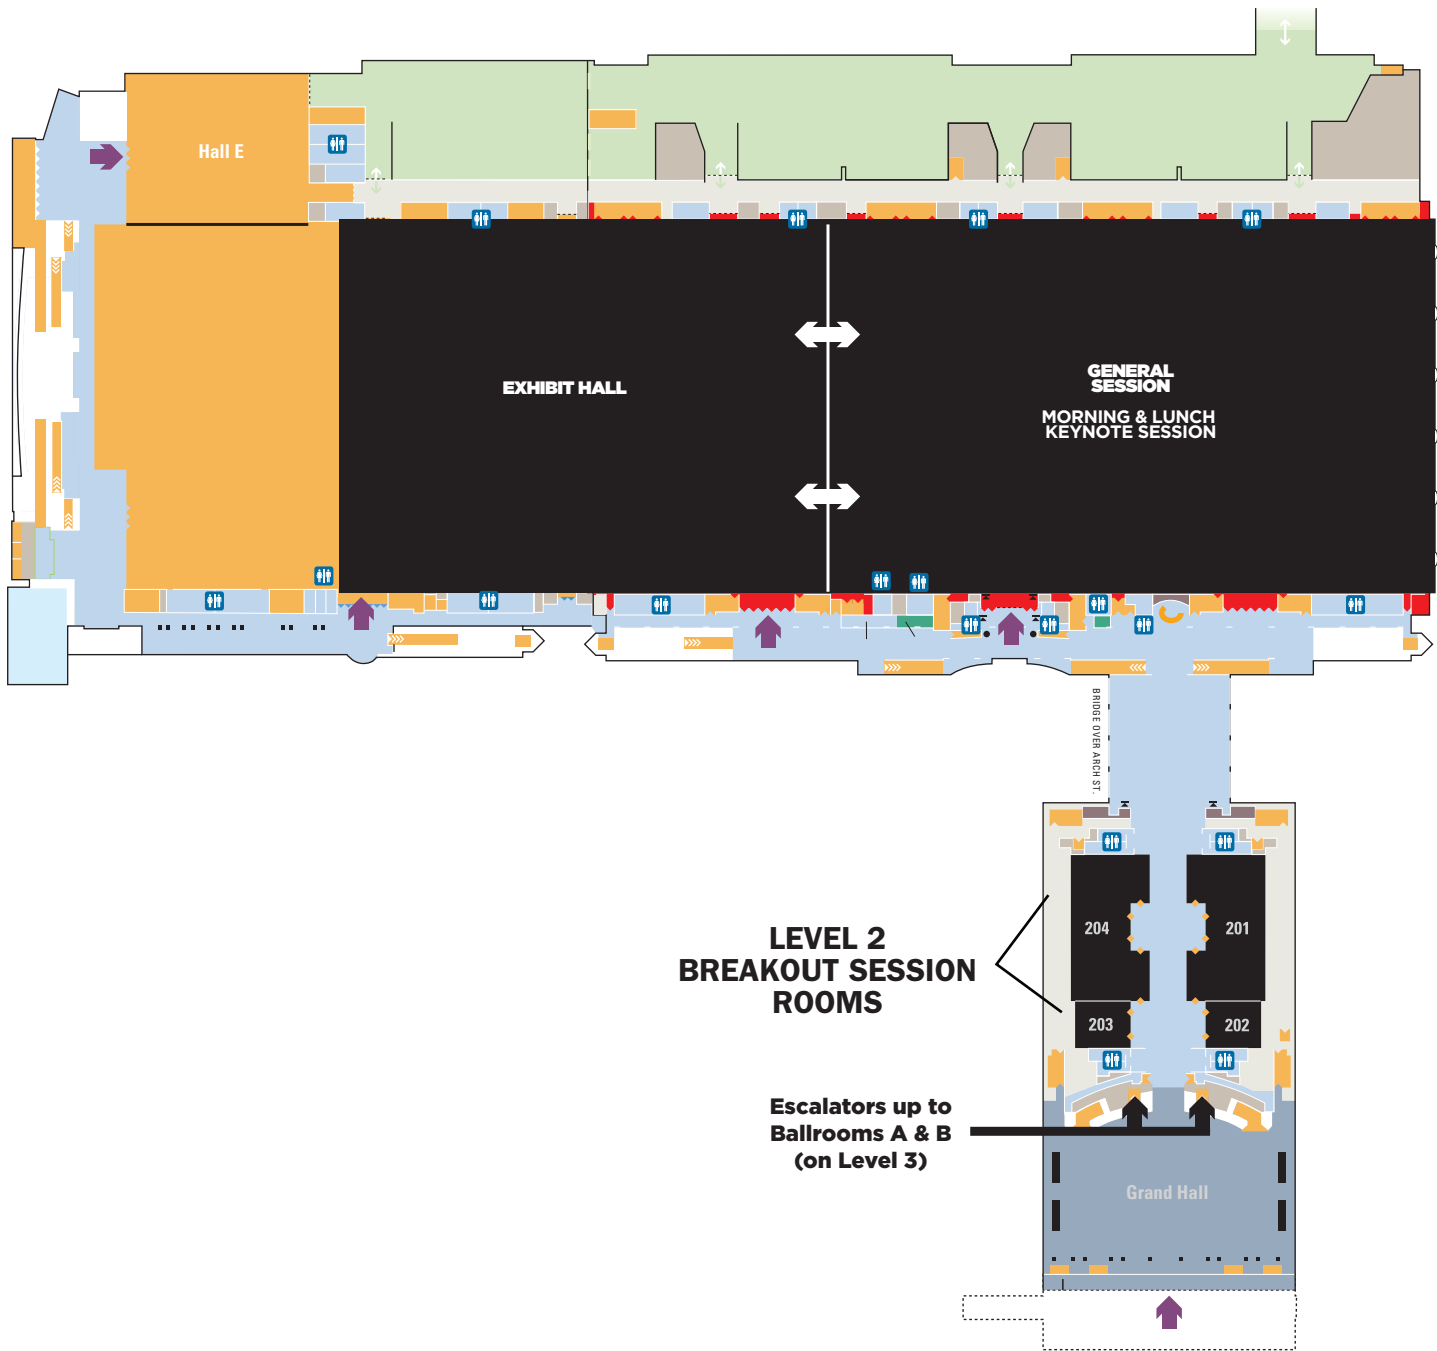 Hall E
EXHIBIT HALL
GENERAL
SESSION
MORNING & LUNCH
KEYNOTE SESSION
BRIDGE OVER ARCH ST.
204
201
LEVEL 2
BREAKOUT SESSION
ROOMS
203
202
Escalators up to
Ballrooms A & B
(on Level 3)
Grand Hall